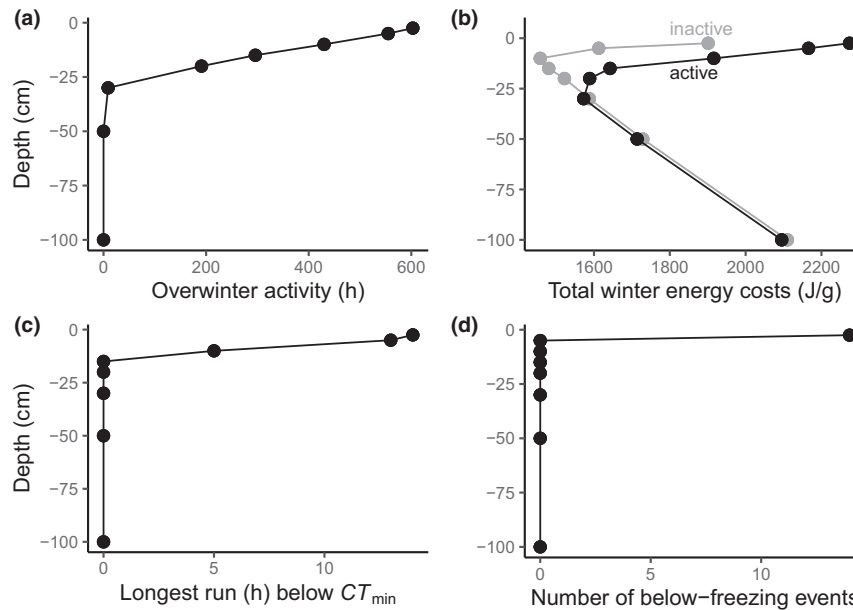 (a)
0
−25
−50
−75
−100
Depth (cm)
0 200 400 600
Overwinter activity (h)
(b)
inactive
active
0
−25
−50
−75
−100
1600 1800 2000 2200
Total winter energy costs (J/g)
(c)
0
−25
−50
−75
−100
Depth (cm)
0 5 10
Longest run (h) below CTmin
(d)
0
−25
−50
−75
−100
0 5 10
Number of below−freezing events